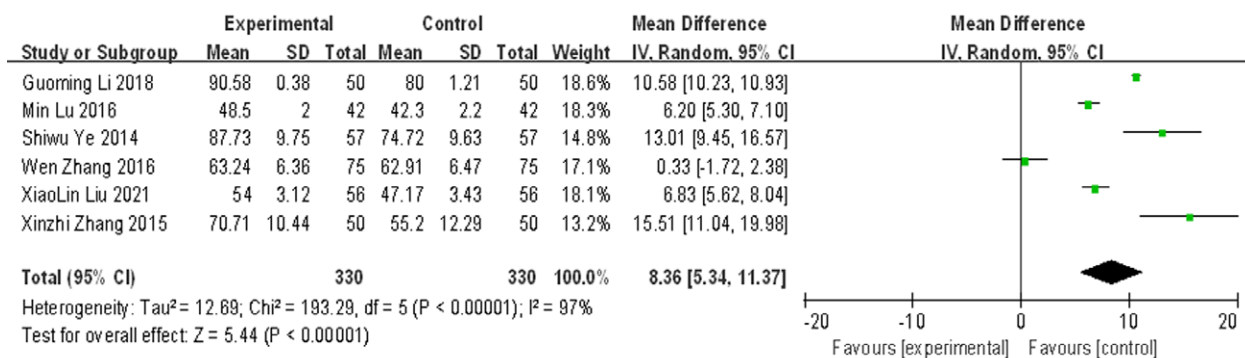 Experimental Control Mean Difference Mean Difference
Study or Subgroup Mean SD Total Mean SD Total Weight IV, Random, 95% CI IV, Random, 95% CI
Guoming Li 2018 90.58 0.38 50 80 1.21 50 18.6% 10.58 [10.23, 10.93]
Min Lu 2016 48.5 2 42 42.3 2.2 42 18.3% 6.20 [5.30, 7.10]
Shiwu Ye 2014 87.73 9.75 57 74.72 9.63 57 14.8% 13.01 [9.45, 16.57]
Wen Zhang 2016 63.24 6.36 75 62.91 6.47 75 17.1% 0.33 [-1.72, 2.38]
XiaoLin Liu 2021 54 3.12 56 47.17 3.43 56 18.1% 6.83 [5.62, 8.04]
Xinzhi Zhang 2015 70.71 10.44 50 55.2 12.29 50 13.2% 15.51 [11.04, 19.98]
Total (95% CI) 330 330 100.0% 8.36 [5.34, 11.37]
Heterogeneity: Tau² = 12.69; Chi² = 193.29, df = 5 (P < 0.00001); I² = 97%
Test for overall effect: Z = 5.44 (P < 0.00001)
-20 -10 0 10 20
Favours [experimental] Favours [control]